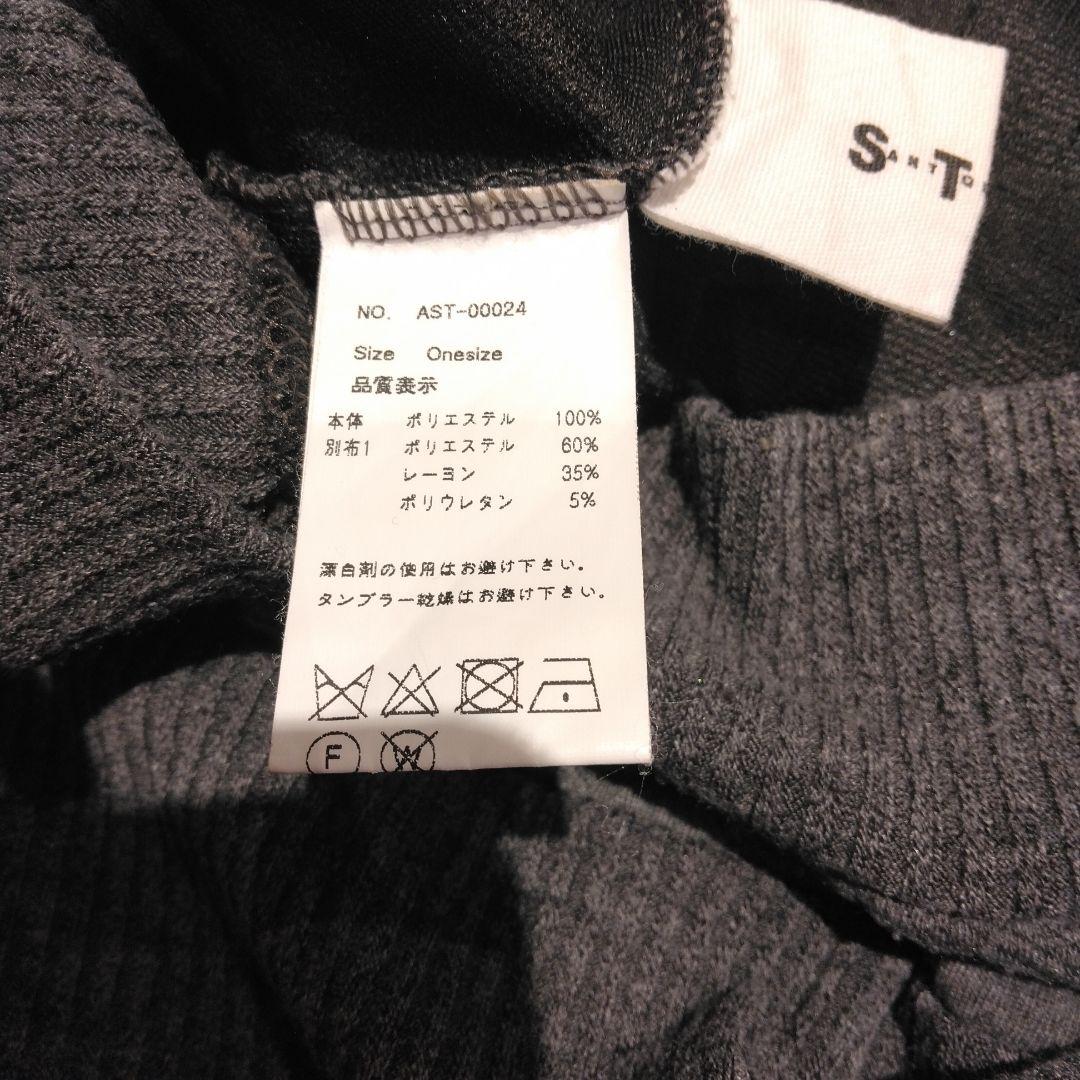 SANTTO
NO. AST-00024
Size Onesize
品質表示
本体 ポリエステル 100%
別布1 ポリエステル 60%
レーヨン 35%
ポリウレタン 5%
漂白剤の使用はお避け下さい。
タンブラー乾燥はお避け下さい。
F W